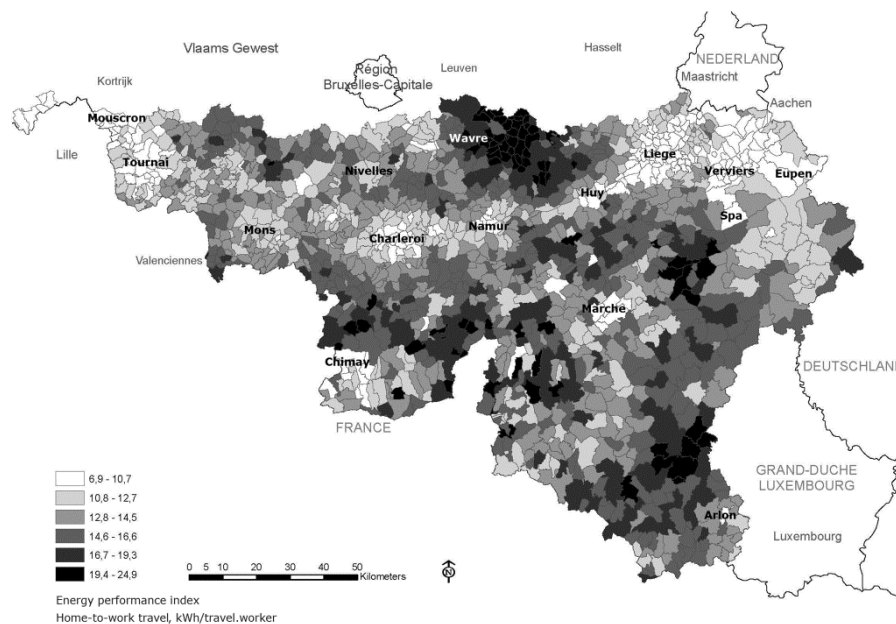 Vlaams Gewest
Hasselt
NEDERLAND
Kortrijk
Région
Bruxelles-Capitale
Leuven
Maastricht
Mouscron
Aachen
Lille
Tournai
Wavre
Nivelles
Liege
Verviers
Eupen
Huy
Spa
Mons
Charleroi
Namur
Valenciennes
Marche
Chimay
DEUTSCHLAND
FRANCE
GRAND-DUCHE
LUXEMBOURG
Arlon
Luxembourg
6,9 - 10,7
10,8 - 12,7
12,8 - 14,5
14,6 - 16,6
16,7 - 19,3
19,4 - 24,9
0 5 10 20 30 40 50
Kilometers
N
Energy performance index
Home-to-work travel, kWh/travel.worker